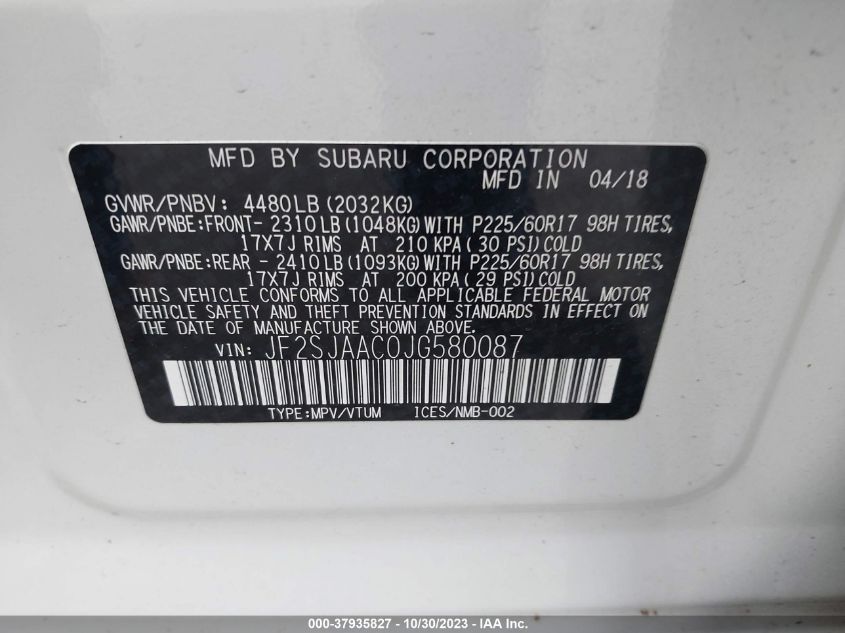 MFD BY SUBARU CORPORATION
MFD IN 04/18
GVWR/PNBV: 4480LB(2032KG)
GAWR/PNBE:FRONT- 2310LB(1048KG)WITH P225/60R17 98H TIRES,
17X7J RIMS AT 210 KPA(30 PSI)COLD
GAWR/PNBE:REAR - 2410LB(1093KG)WITH P225/60R17 98H TIRES,
17X7J RIMS AT 200 KPA(29 PSI)COLD
THIS VEHICLE CONFORMS TO ALL APPLICABLE FEDERAL MOTOR
VEHICLE SAFETY AND THEFT PREVENTION STANDARDS IN EFFECT ON
THE DATE OF MANUFACTURE SHOWN ABOVE.
VIN: JF2SJAAC0JG580087
TYPE:MPV/VTUM ICES/NMB-002
000-37935827 - 10/30/2023 - IAA Inc.